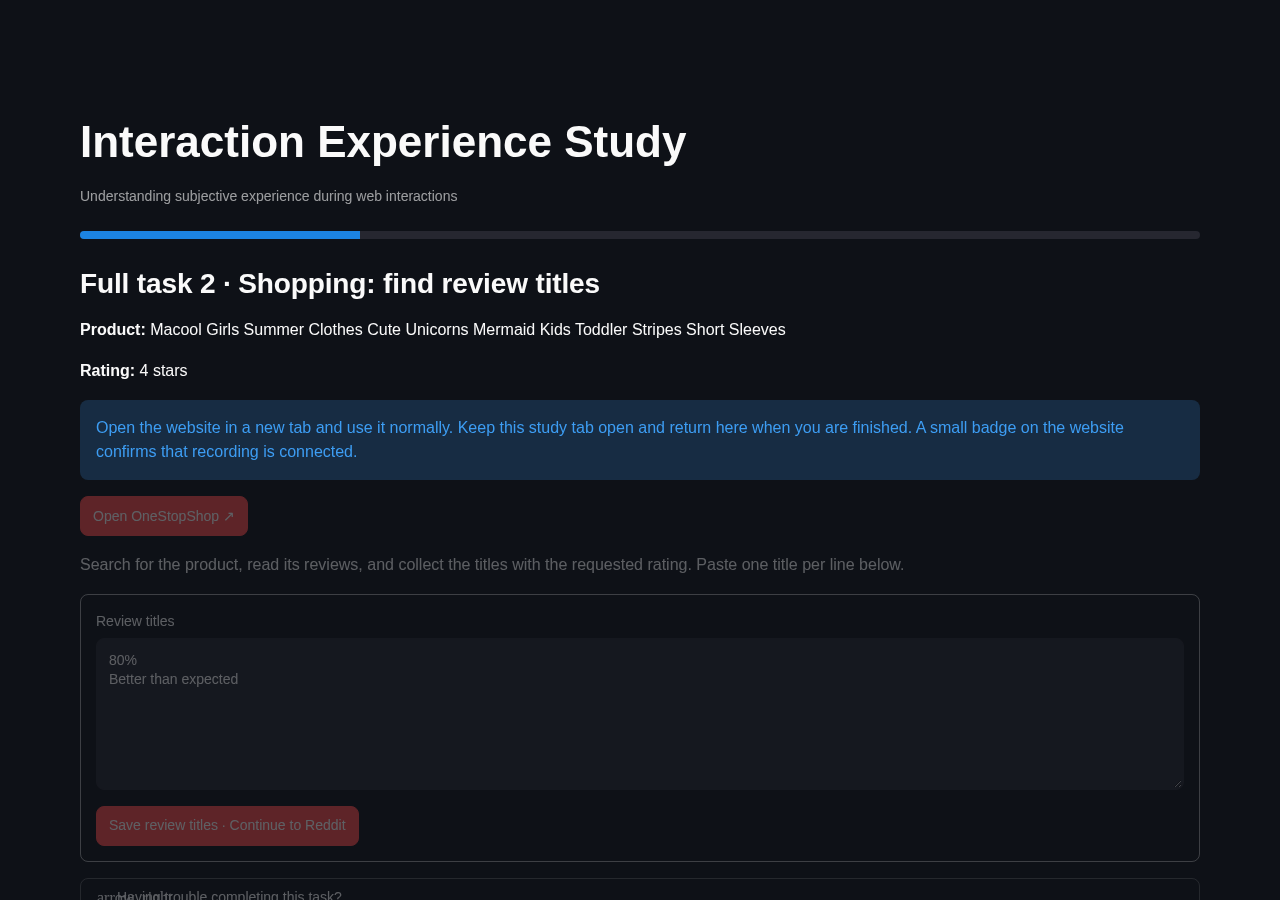 Interaction Experience Study
Understanding subjective experience during web interactions
Full task 2 · Shopping: find review titles
Product: Macool Girls Summer Clothes Cute Unicorns Mermaid Kids Toddler Stripes Short Sleeves
Rating: 4 stars
Open the website in a new tab and use it normally. Keep this study tab open and return here when you are finished. A small badge on the website
confirms that recording is connected.
Open OneStopShop ↗
Search for the product, read its reviews, and collect the titles with the requested rating. Paste one title per line below.
Review titles
80%
Better than expected
Save review titles · Continue to Reddit
Having trouble completing this task?